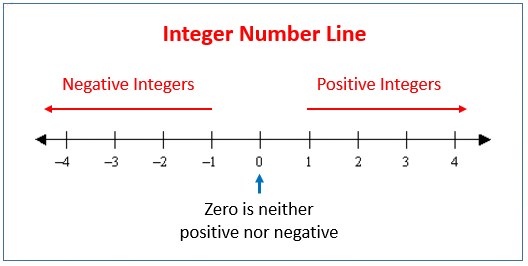 Integer Number Line
Negative Integers Positive Integers
–4 –3 –2 –1 0 1 2 3 4
Zero is neither
positive nor negative